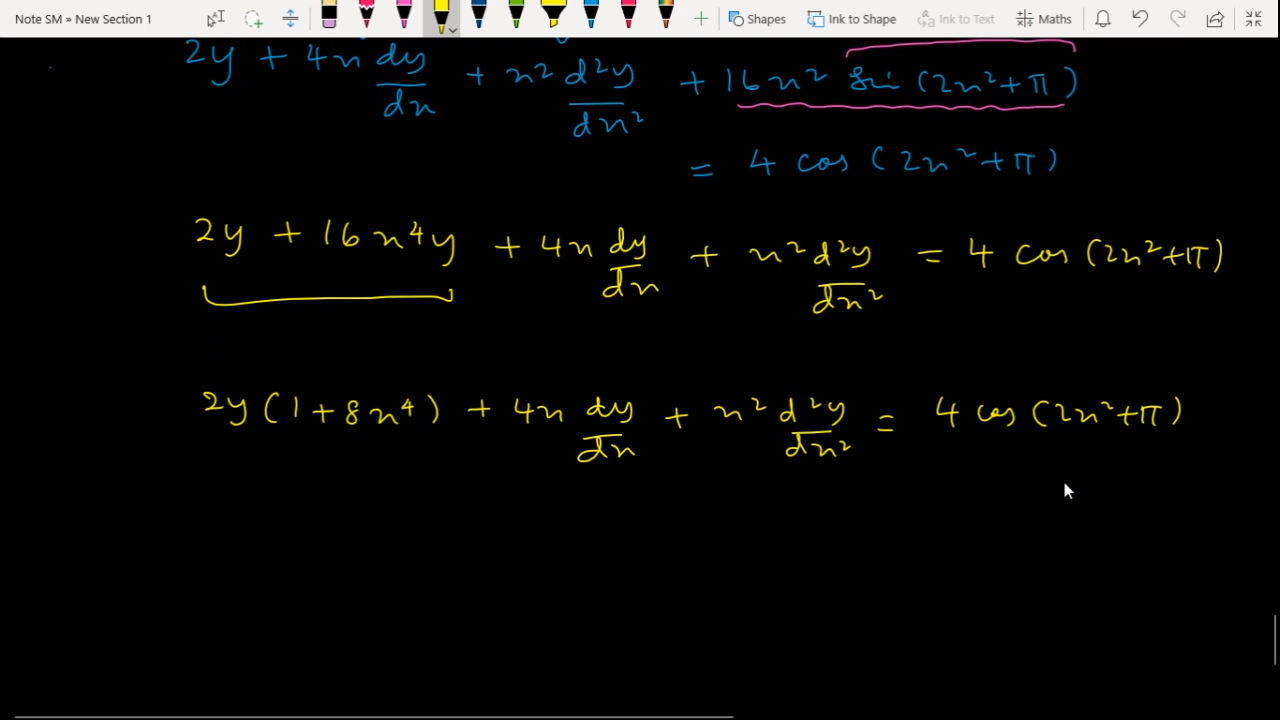 Note SM » New Section 1 Shapes Ink to Shape Ink to Text Maths
2y + 4x dy/dx + x² d²y/dx² + 16x² sin (2x² + π)
= 4 cos (2x² + π)
2y + 16x⁴y + 4x dy/dx + x² d²y/dx² = 4 cos (2x² + π)
2y (1 + 8x⁴) + 4x dy/dx + x² d²y/dx² = 4 cos (2x² + π)